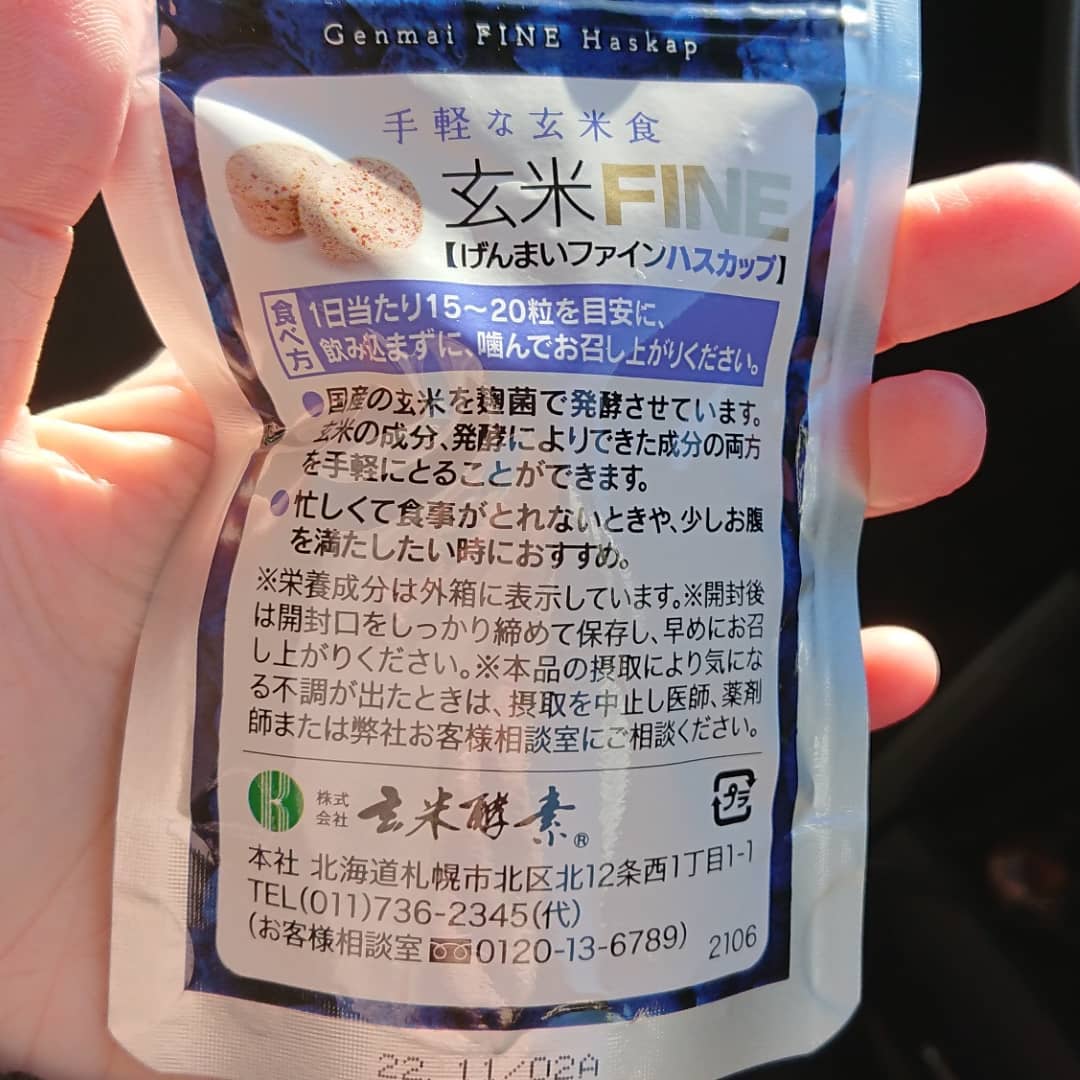 Genmai FINE Haskap
手軽な玄米食
玄米FINE
【げんまいファインハスカップ】
食べ方
1日当たり15〜20粒を目安に、
飲み込まずに、噛んでお召し上がりください。
●国産の玄米を麹菌で発酵させています。
玄米の成分、発酵によりできた成分の両方
を手軽にとることができます。
●忙しくて食事がとれないときや、少しお腹
を満たしたい時におすすめ。
※栄養成分は外箱に表示しています。※開封後
は開封口をしっかり締めて保存し、早めにお召
し上がりください。※本品の摂取により気にな
る不調が出たときは、摂取を中止し医師、薬剤
師または弊社お客様相談室にご相談ください。
株式会社 玄米酵素®
プラ
本社 北海道札幌市北区北12条西1丁目1-1
TEL(011)736-2345(代)
(お客様相談室 0120-13-6789)
2106
22.11/02A